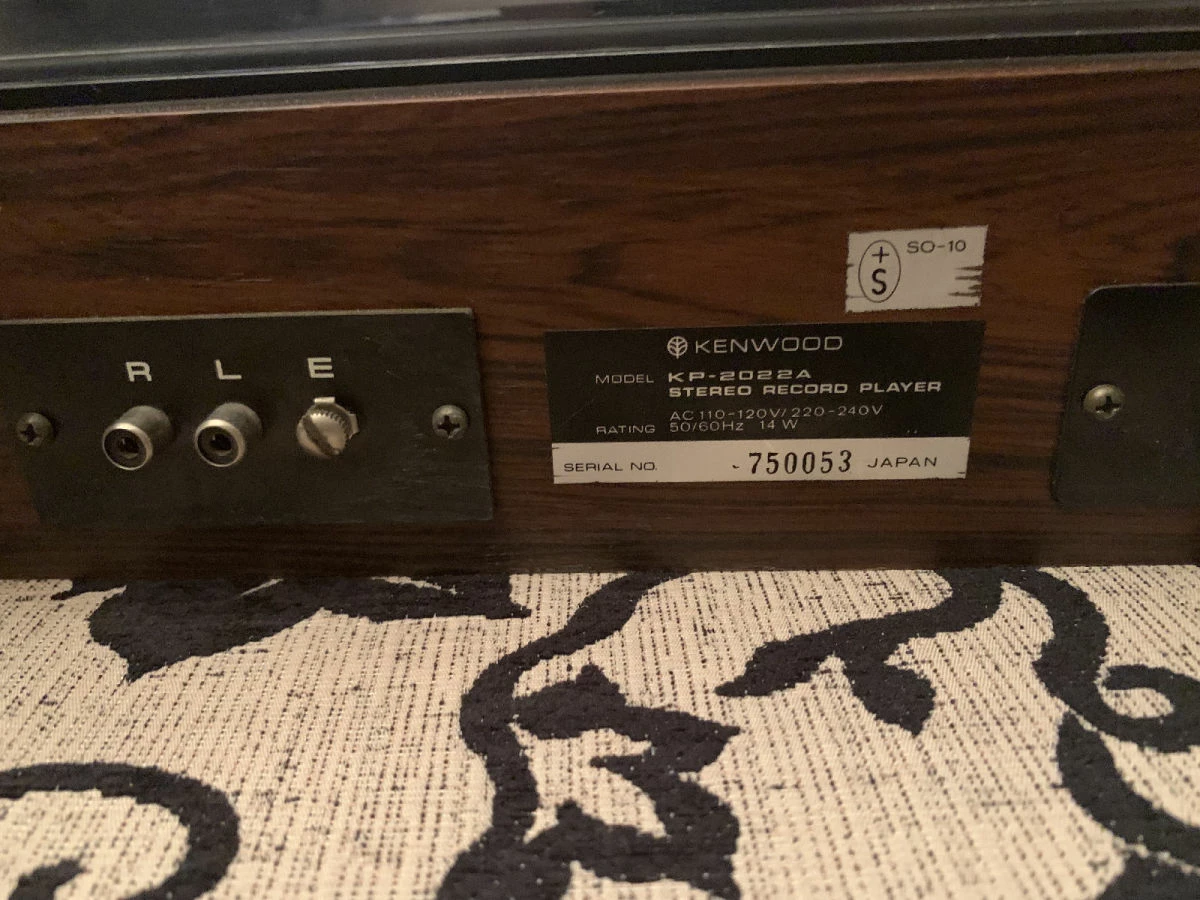 +
S
SO-10
R L E
KENWOOD
MODEL KP-2022A
STEREO RECORD PLAYER
AC 110-120V/220-240V
RATING 50/60Hz 14 W
SERIAL NO. 750053 JAPAN